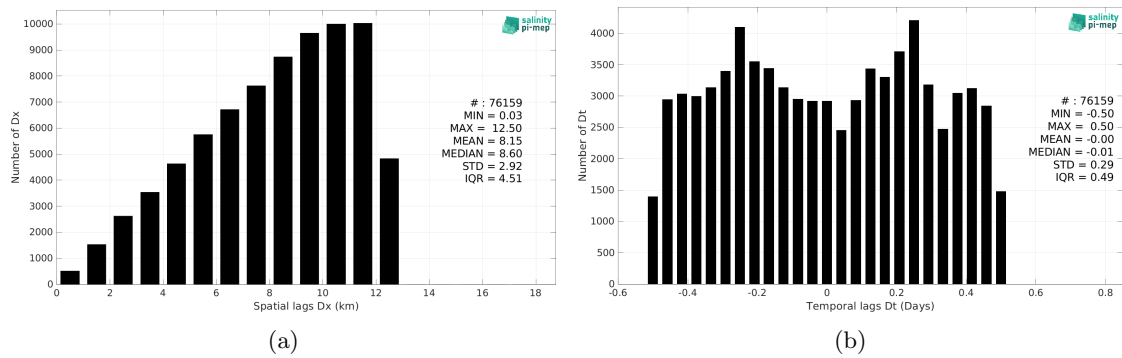 10000
9000
8000
7000
6000
5000
4000
3000
2000
1000
0
Number of Dx
0 2 4 6 8 10 12 14 16 18
Spatial lags Dx (km)
salinity
pi-mep
# : 76159
MIN = 0.03
MAX = 12.50
MEAN = 8.15
MEDIAN = 8.60
STD = 2.92
IQR = 4.51
(a)
4000
3500
3000
2500
2000
1500
1000
500
0
Number of Dt
-0.6 -0.4 -0.2 0 0.2 0.4 0.6 0.8
Temporal lags Dt (Days)
salinity
pi-mep
# : 76159
MIN = -0.50
MAX = 0.50
MEAN = -0.00
MEDIAN = -0.01
STD = 0.29
IQR = 0.49
(b)